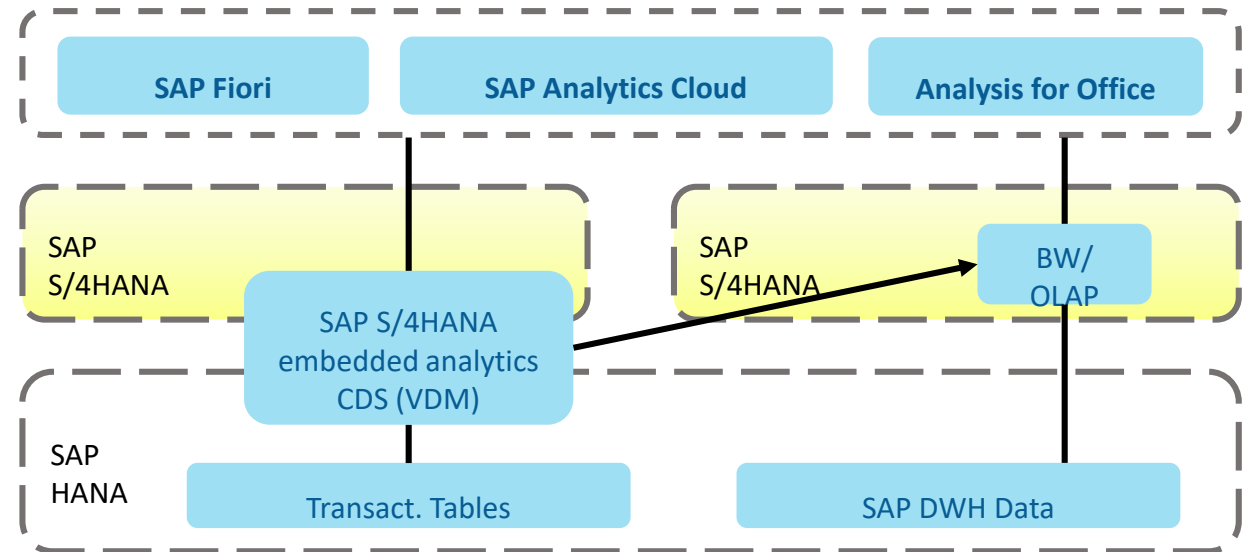 SAP Fiori
SAP Analytics Cloud
Analysis for Office
SAP
S/4HANA
SAP S/4HANA
embedded analytics
CDS (VDM)
SAP
S/4HANA
BW/
OLAP
SAP
HANA
Transact. Tables
SAP DWH Data